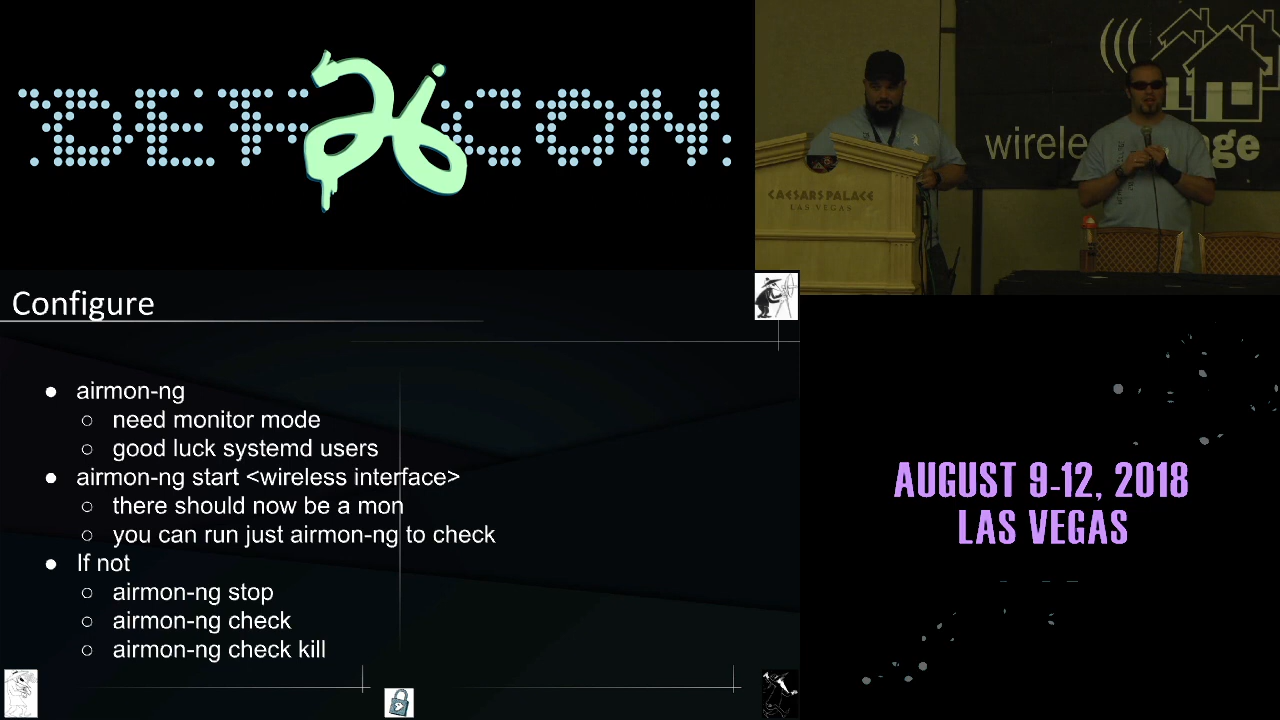 DEF 26 CON
CAESARS PALACE
LAS VEGAS
Configure
● airmon-ng
○ need monitor mode
○ good luck systemd users
● airmon-ng start <wireless interface>
○ there should now be a mon
○ you can run just airmon-ng to check
● If not
○ airmon-ng stop
○ airmon-ng check
○ airmon-ng check kill
AUGUST 9-12, 2018
LAS VEGAS